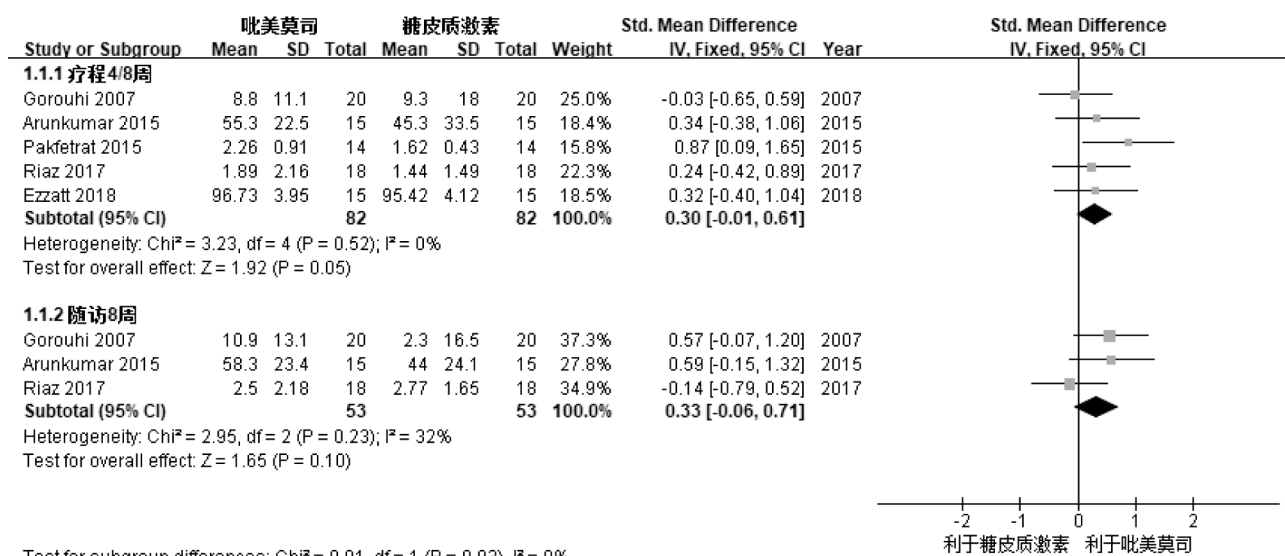 吡美莫司 糖皮质激素 Std. Mean Difference Std. Mean Difference
Study or Subgroup Mean SD Total Mean SD Total Weight IV, Fixed, 95% CI Year IV, Fixed, 95% CI
1.1.1 疗程4/8周
Gorouhi 2007 8.8 11.1 20 9.3 18 20 25.0% -0.03 [-0.65, 0.59] 2007
Arunkumar 2015 55.3 22.5 15 45.3 33.5 15 18.4% 0.34 [-0.38, 1.06] 2015
Pakfetrat 2015 2.26 0.91 14 1.62 0.43 14 15.8% 0.87 [0.09, 1.65] 2015
Riaz 2017 1.89 2.16 18 1.44 1.49 18 22.3% 0.24 [-0.42, 0.89] 2017
Ezzatt 2018 96.73 3.95 15 95.42 4.12 15 18.5% 0.32 [-0.40, 1.04] 2018
Subtotal (95% CI) 82 82 100.0% 0.30 [-0.01, 0.61]
Heterogeneity: Chi² = 3.23, df = 4 (P = 0.52); I² = 0%
Test for overall effect: Z = 1.92 (P = 0.05)
1.1.2 随访8周
Gorouhi 2007 10.9 13.1 20 2.3 16.5 20 37.3% 0.57 [-0.07, 1.20] 2007
Arunkumar 2015 58.3 23.4 15 44 24.1 15 27.8% 0.59 [-0.15, 1.32] 2015
Riaz 2017 2.5 2.18 18 2.77 1.65 18 34.9% -0.14 [-0.79, 0.52] 2017
Subtotal (95% CI) 53 53 100.0% 0.33 [-0.06, 0.71]
Heterogeneity: Chi² = 2.95, df = 2 (P = 0.23); I² = 32%
Test for overall effect: Z = 1.65 (P = 0.10)
-2 -1 0 1 2
利于糖皮质激素 利于吡美莫司
Test for subgroup differences: Chi² = 0.01, df = 1 (P = 0.92), I² = 0%